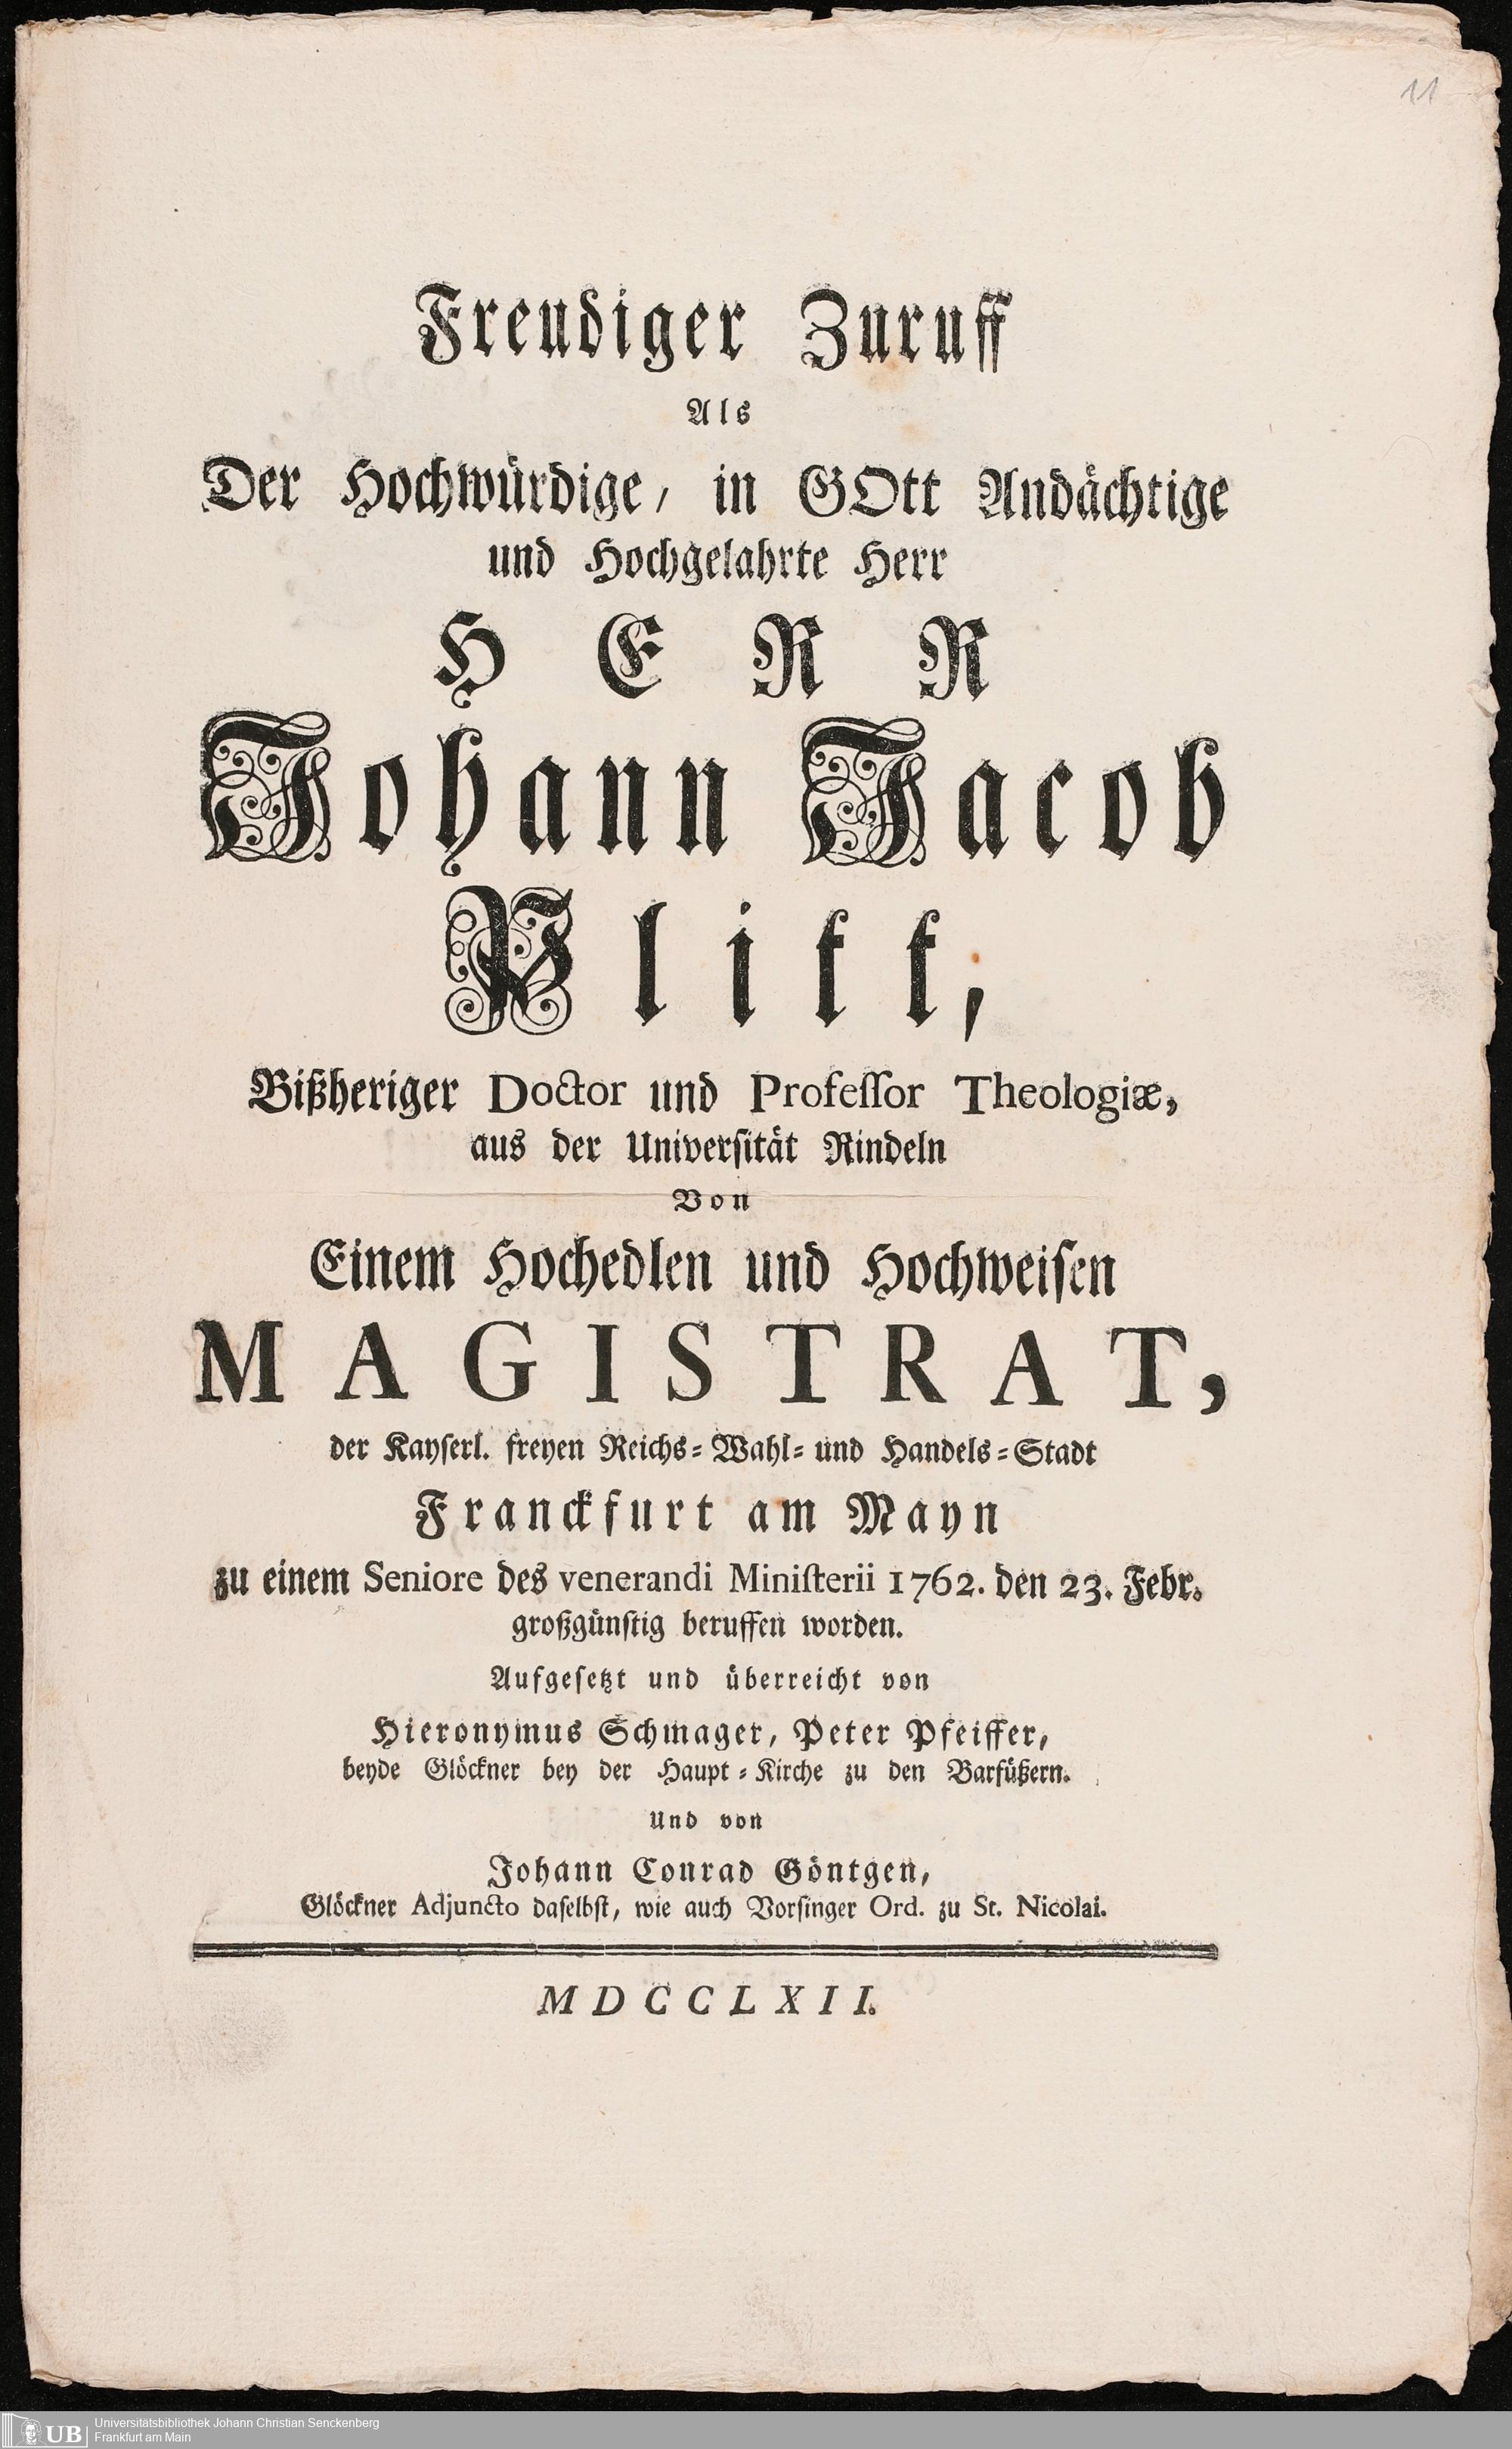 11
Freudiger Zuruff
Als
Der Hochwürdige, in GOtt Andächtige
und Hochgelahrte Herr
HERR
Johann Jacob
Plitt,
Bißheriger Doctor und Professor Theologiæ,
aus der Universität Rindeln
Von
Einem Hochedlen und Hochweisen
MAGISTRAT,
der Kayserl. freyen Reichs-Wahl- und Handels-Stadt
Franckfurt am Mayn
zu einem Seniore des venerandi Ministerii 1762. den 23. Febr.
großgünstig beruffen worden.
Aufgesetzt und überreicht von
Hieronymus Schmager, Peter Pfeiffer,
beyde Glöckner bey der Haupt-Kirche zu den Barfüßern.
Und von
Johann Conrad Göntgen,
Glöckner Adjuncto daselbst, wie auch Vorsinger Ord. zu St. Nicolai.
MDCCLXII.
UB
Universitätsbibliothek Johann Christian Senckenberg
Frankfurt am Main